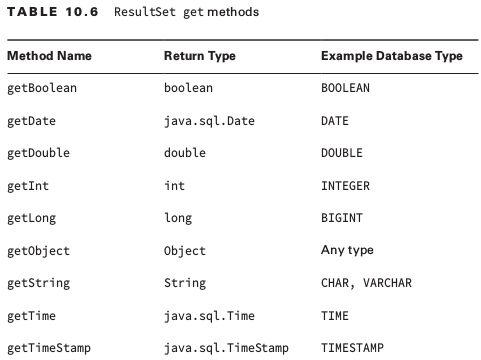 TABLE 10.6 ResultSet get methods
Method Name Return Type Example Database Type
getBoolean boolean BOOLEAN
getDate java.sql.Date DATE
getDouble double DOUBLE
getInt int INTEGER
getLong long BIGINT
getObject Object Any type
getString String CHAR, VARCHAR
getTime java.sql.Time TIME
getTimeStamp java.sql.TimeStamp TIMESTAMP